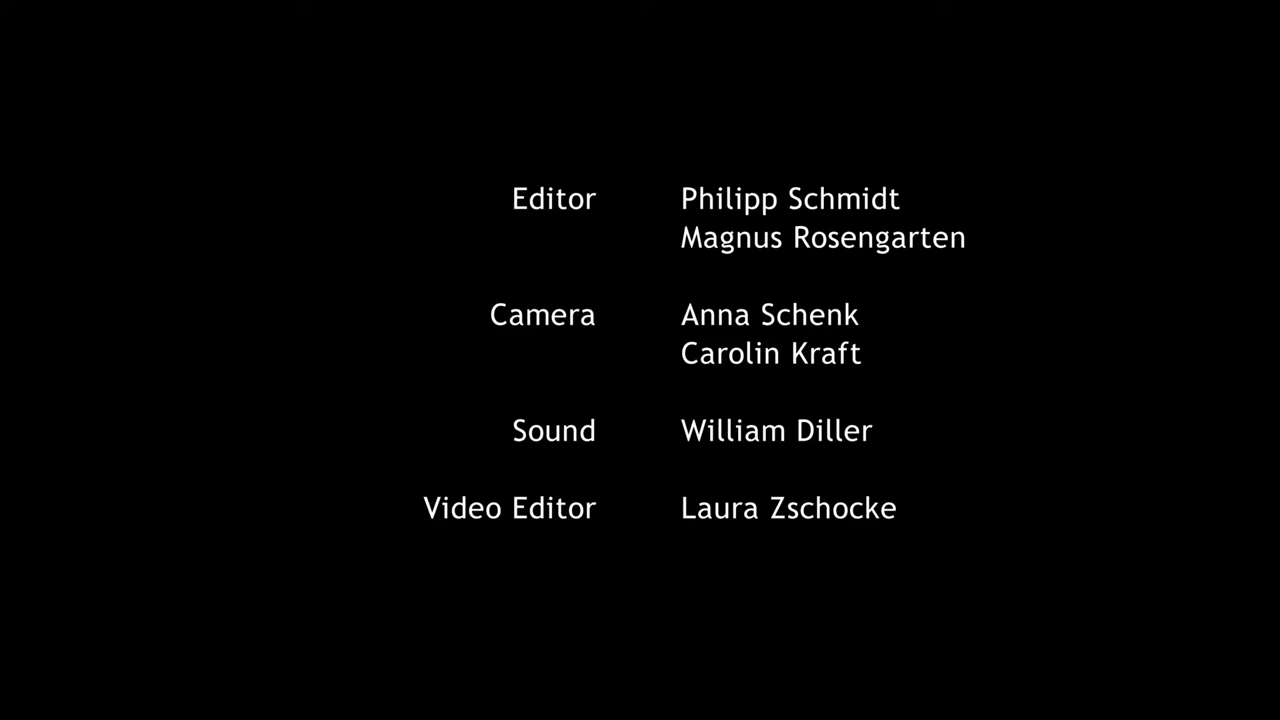 Editor Philipp Schmidt
Magnus Rosengarten
Camera Anna Schenk
Carolin Kraft
Sound William Diller
Video Editor Laura Zschocke